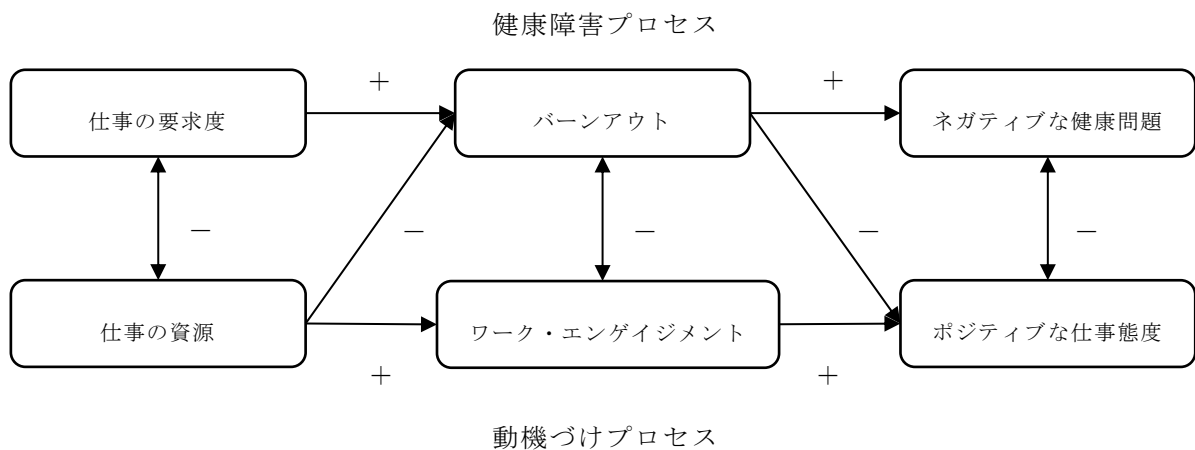 健康障害プロセス
＋
＋
仕事の要求度
バーンアウト
ネガティブな健康問題
－
－
－
－
－
仕事の資源
ワーク・エンゲイジメント
ポジティブな仕事態度
＋
＋
動機づけプロセス